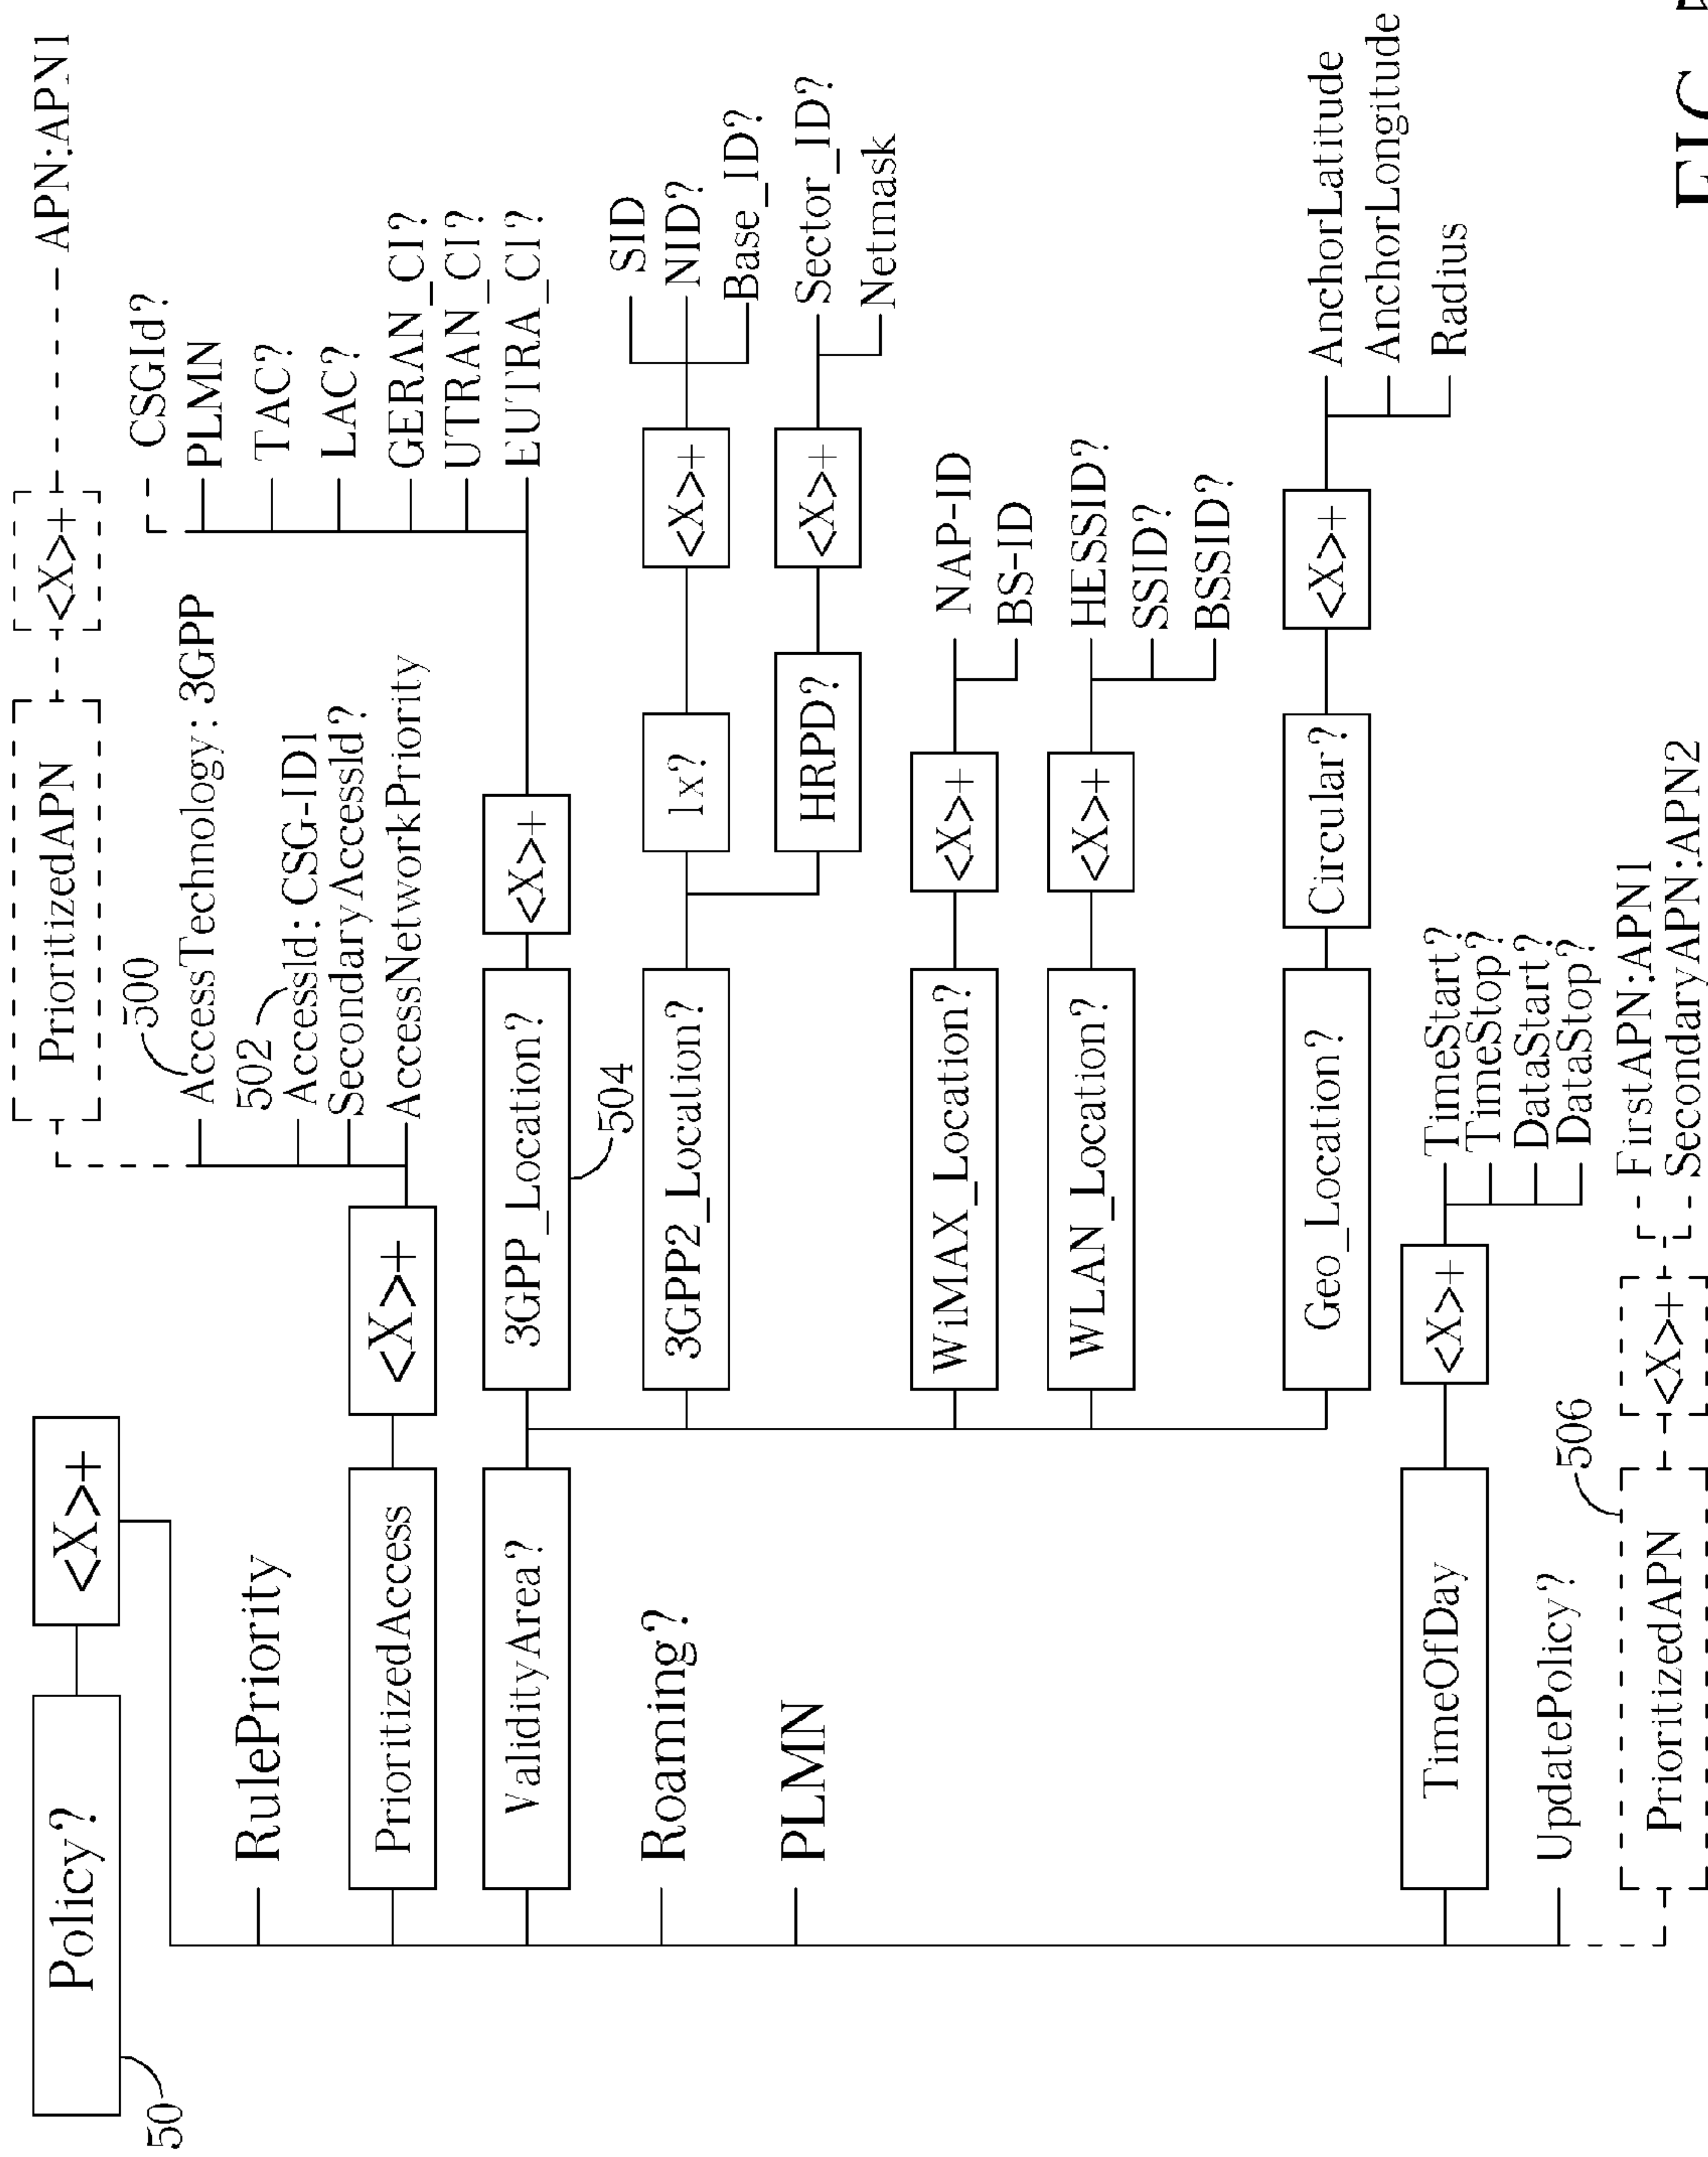 Policy?
<X>+
50
RulePriority
PrioritizedAccess
<X>+
PrioritizedAPN
<X>+
APN:APN1
500
AccessTechnology: 3GPP
502
AccessId: CSG-ID1
SecondaryAccessId?
AccessNetworkPriority
ValidityArea?
3GPP_Location?
504
<X>+
CSGId?
PLMN
TAC?
LAC?
GERAN_CI?
UTRAN_CI?
EUTRA_CI?
3GPP2_Location?
1x?
<X>+
SID
NID?
Base_ID?
HRPD?
<X>+
Sector_ID?
Netmask
WiMAX_Location?
<X>+
NAP-ID
BS-ID
WLAN_Location?
<X>+
HESSID?
SSID?
BSSID?
Geo_Location?
Circular?
<X>+
AnchorLatitude
AnchorLongitude
Radius
Roaming?
PLMN
TimeOfDay
<X>+
TimeStart?
TimeStop?
DataStart?
DataStop?
UpdatePolicy?
506
PrioritizedAPN
<X>+
FirstAPN:APN1
SecondaryAPN:APN2